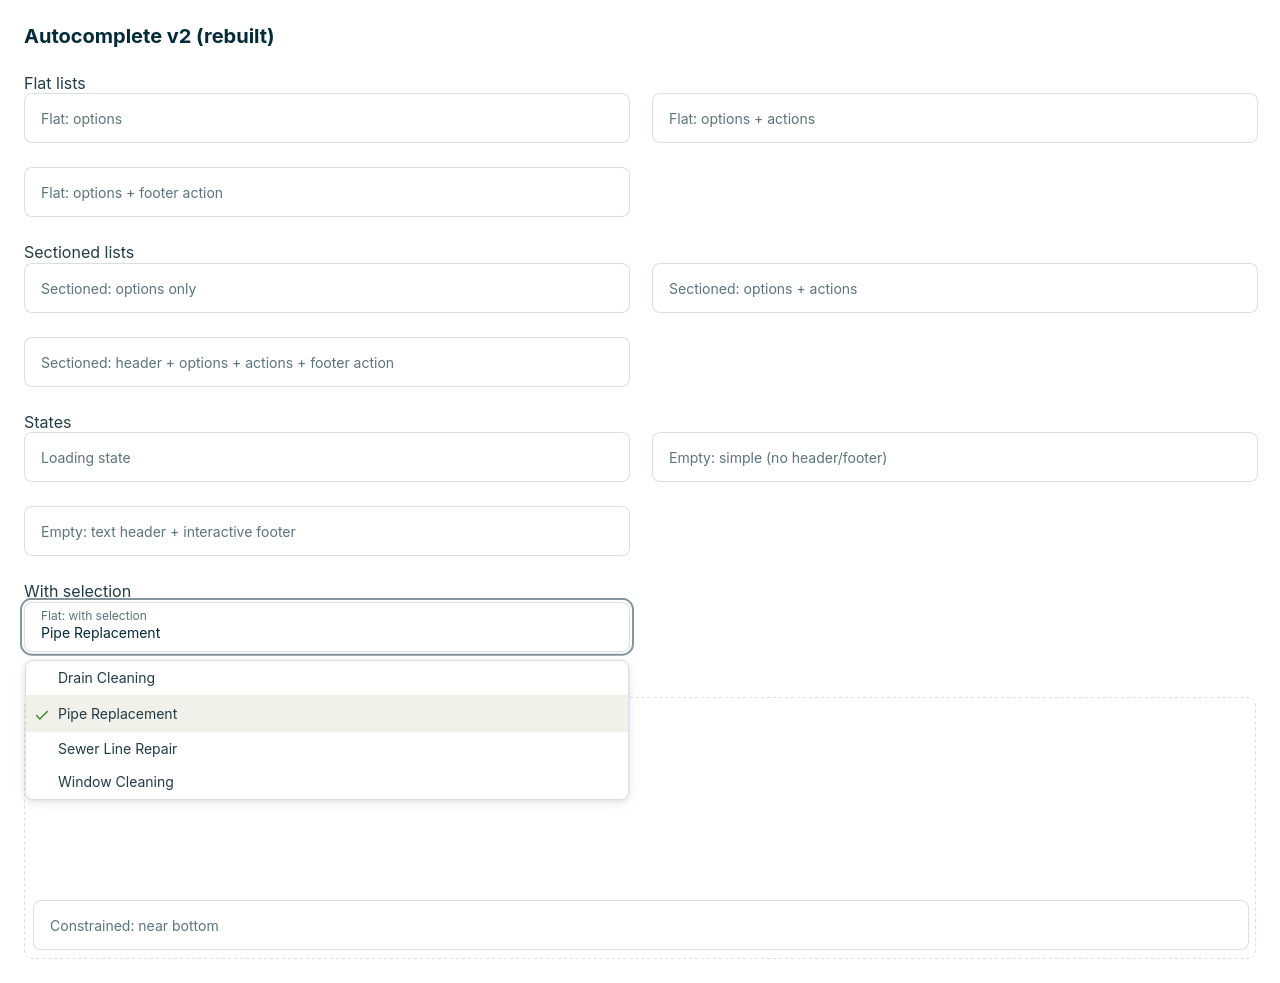 Autocomplete v2 (rebuilt)
Flat lists
Flat: options
Flat: options + actions
Flat: options + footer action
Sectioned lists
Sectioned: options only
Sectioned: options + actions
Sectioned: header + options + actions + footer action
States
Loading state
Empty: simple (no header/footer)
Empty: text header + interactive footer
With selection
Flat: with selection
Pipe Replacement
Drain Cleaning
Pipe Replacement
Sewer Line Repair
Window Cleaning
Constrained: near bottom